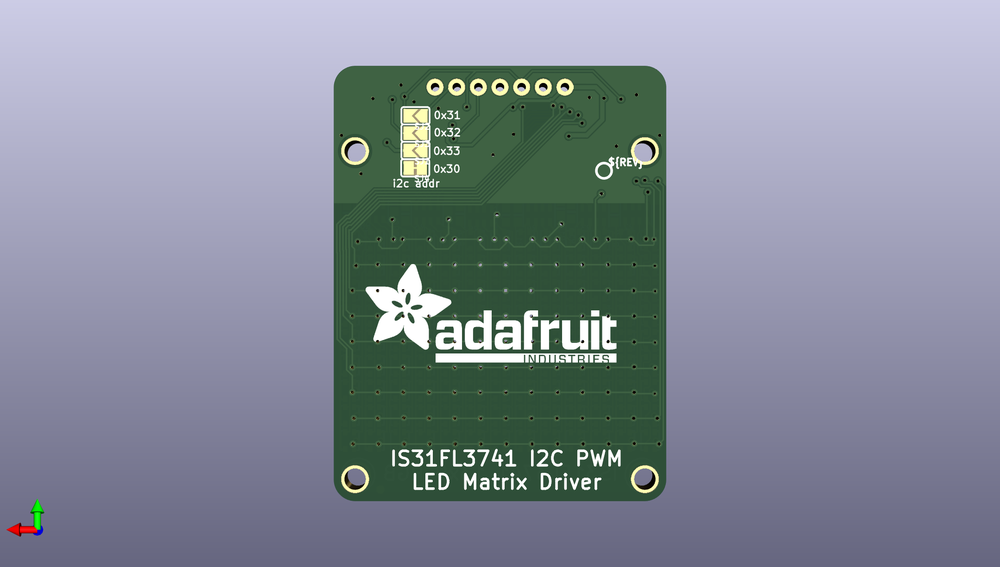 0x31
0x32
0x33
0x30
i2c addr
${REV}
adafruit
INDUSTRIES
IS31FL3741 I2C PWM
LED Matrix Driver